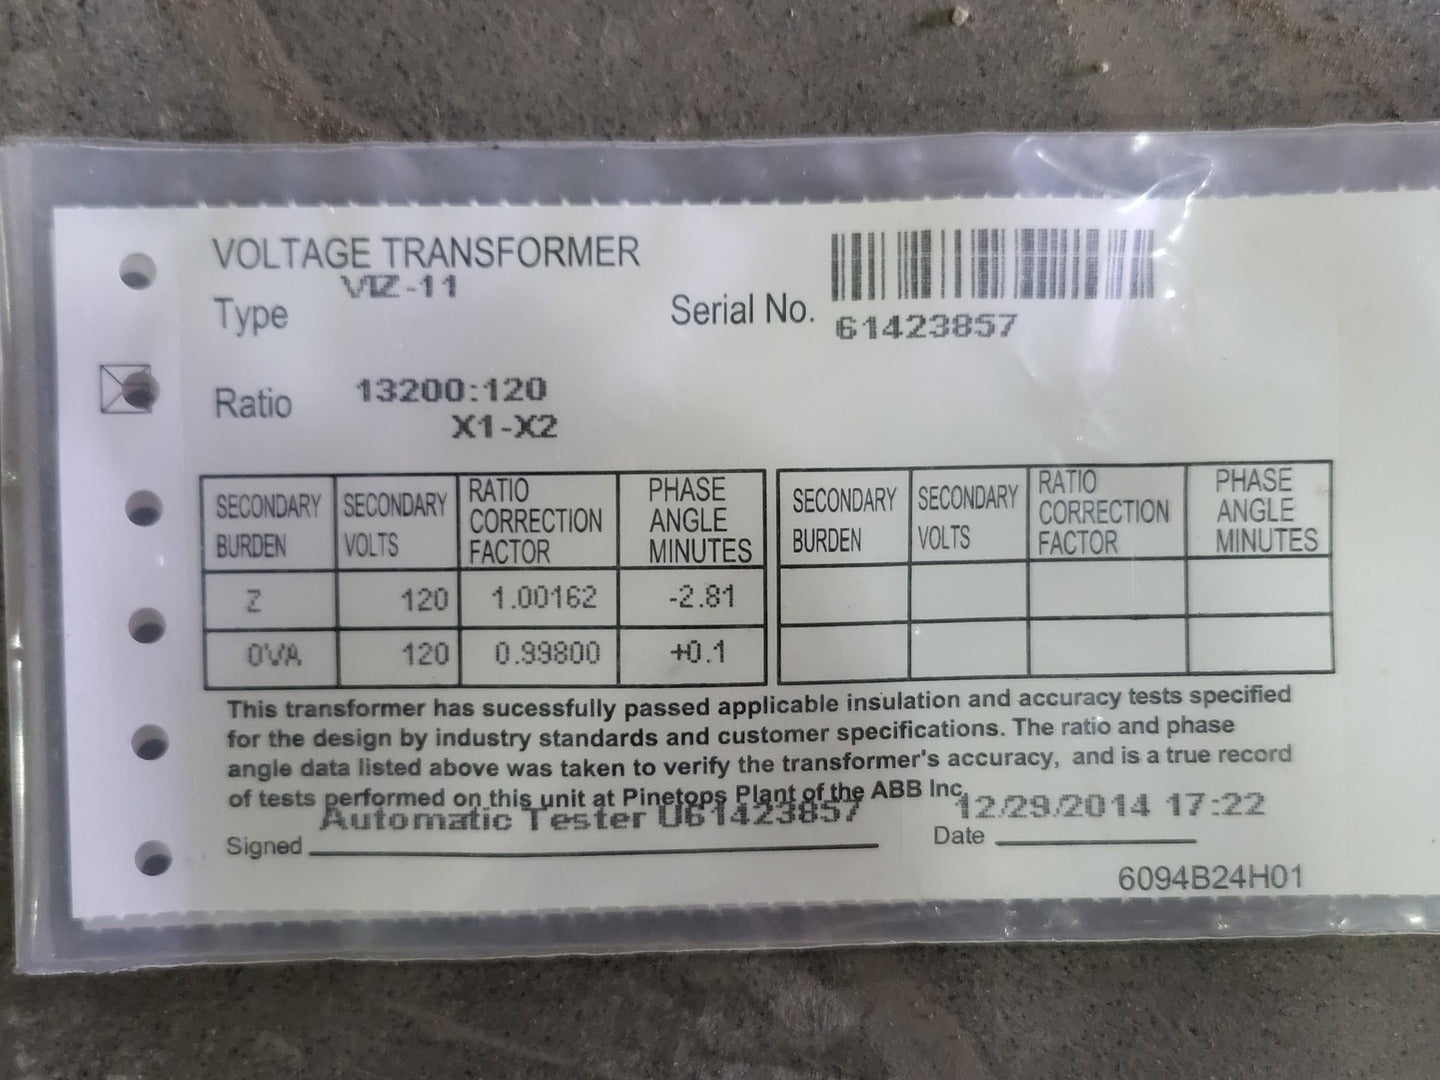 VOLTAGE TRANSFORMER
VIZ-11
Type
Serial No. 61423857
Ratio 13200:120
X1-X2
SECONDARY BURDEN SECONDARY VOLTS RATIO CORRECTION FACTOR PHASE ANGLE MINUTES SECONDARY BURDEN SECONDARY VOLTS RATIO CORRECTION FACTOR PHASE ANGLE MINUTES
Z 120 1.00162 -2.81
0VA 120 0.99800 +0.1
This transformer has sucessfully passed applicable insulation and accuracy tests specified
for the design by industry standards and customer specifications. The ratio and phase
angle data listed above was taken to verify the transformer's accuracy, and is a true record
of tests performed on this unit at Pinetops Plant of the ABB Inc.
Automatic Tester U61423857 12/29/2014 17:22
Signed Date
6094B24H01